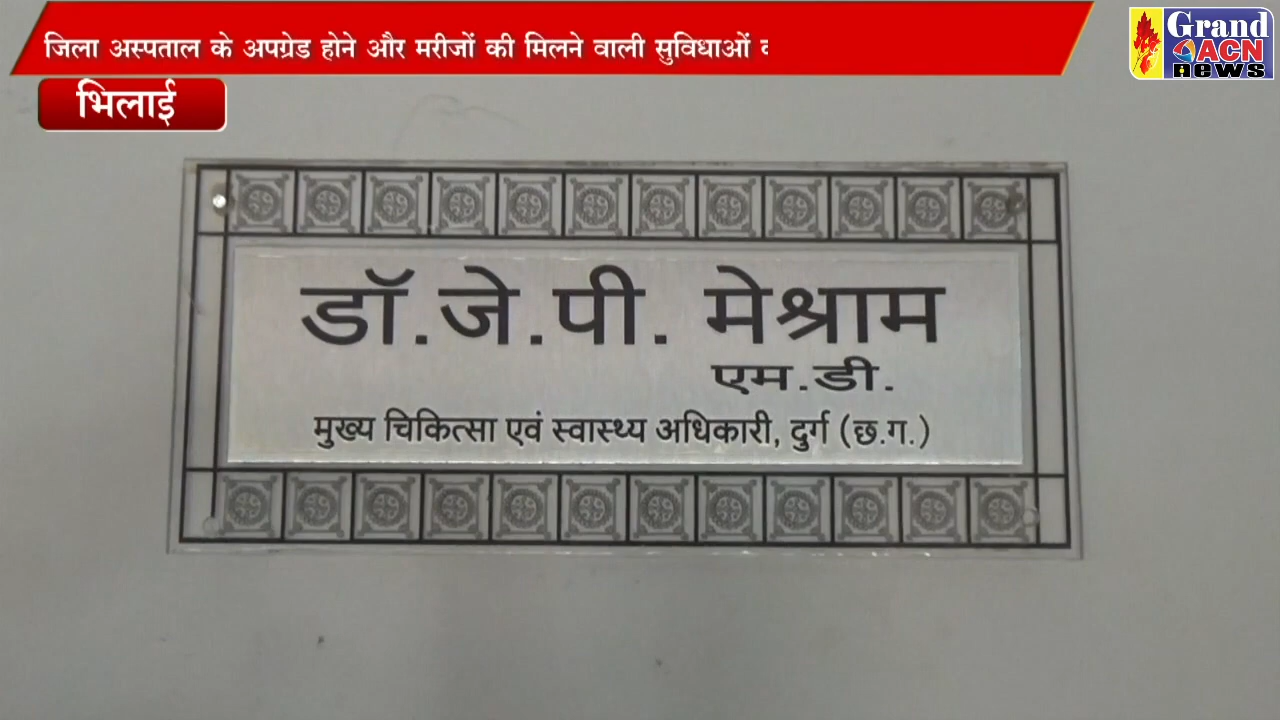 जिला अस्पताल के अपग्रेड होने और मरीजों की मिलने वाली सुविधाओं
Grand
ACN
news
भिलाई
डॉ.जे.पी. मेश्राम
एम.डी.
मुख्य चिकित्सा एवं स्वास्थ्य अधिकारी, दुर्ग (छ.ग.)